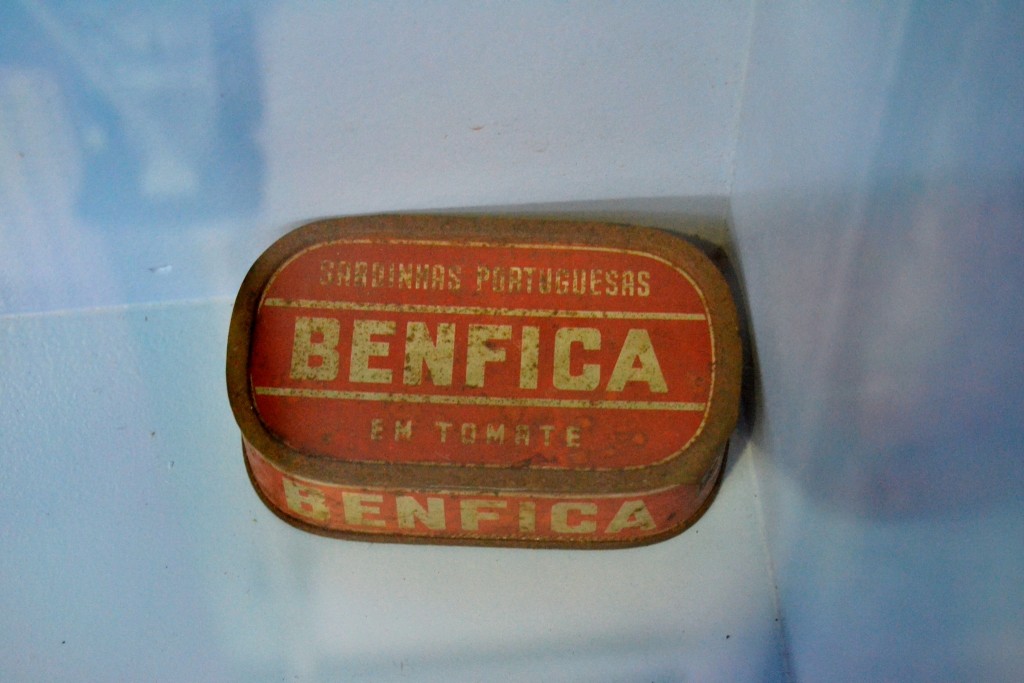 SARDINHAS PORTUGUESAS
BENFICA
EM TOMATE
BENFICA